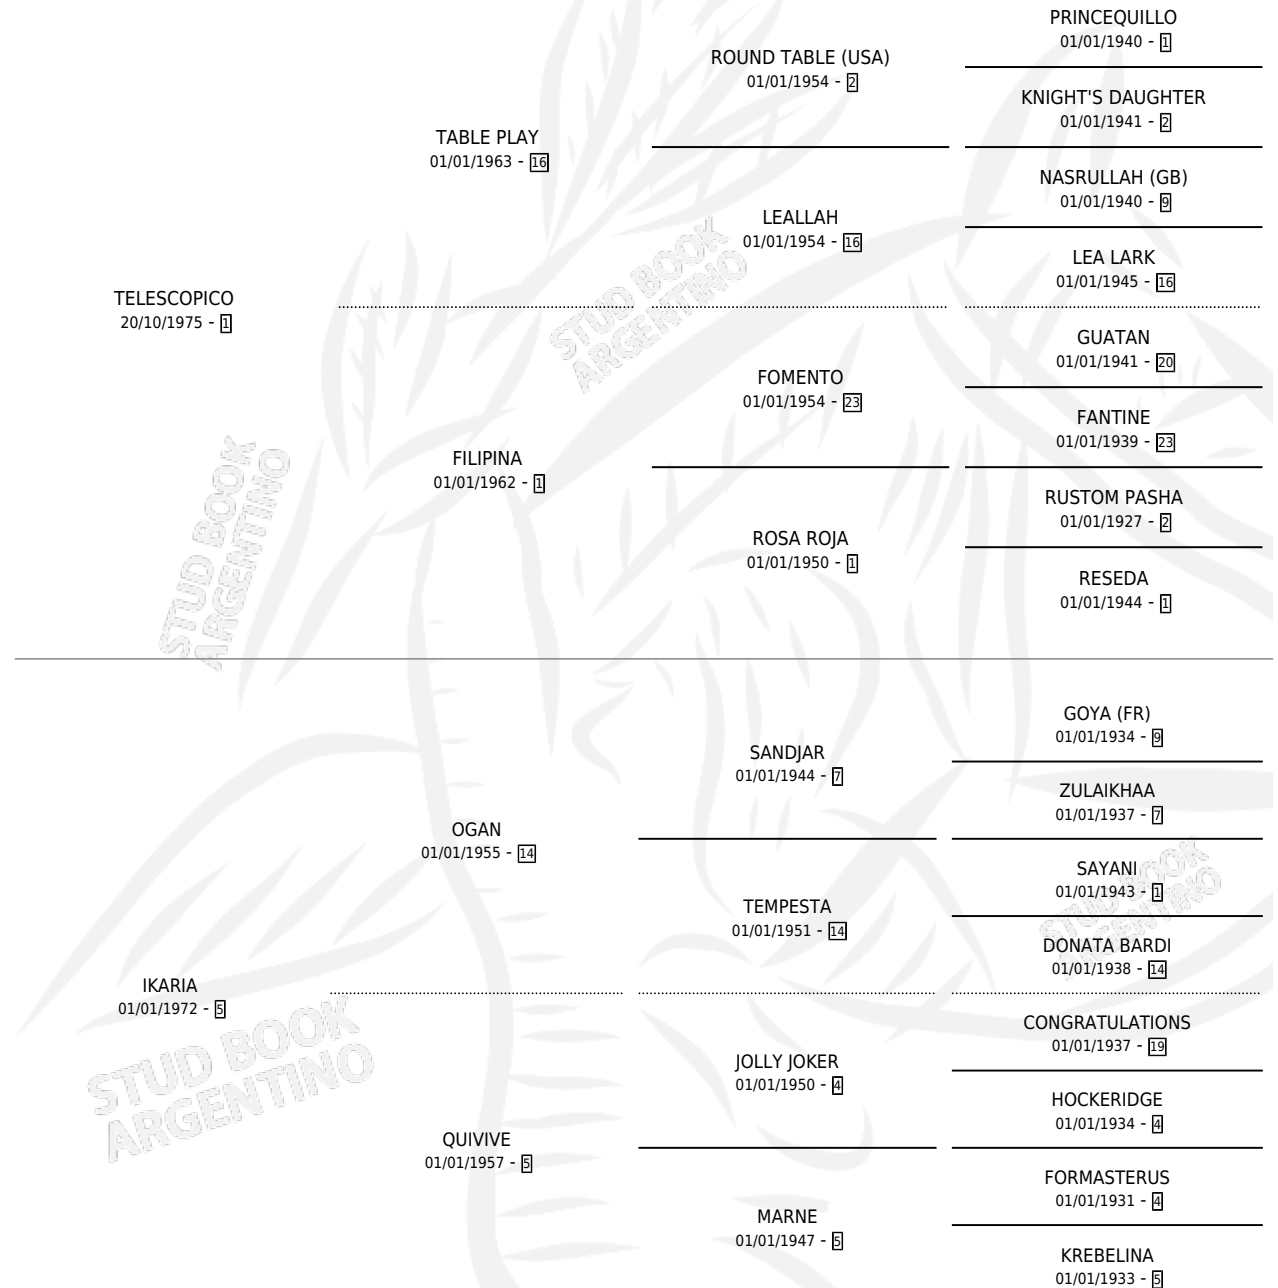 PRINCEQUILLO
01/01/1940 - 1
ROUND TABLE (USA)
01/01/1954 - 2
KNIGHT'S DAUGHTER
01/01/1941 - 2
TABLE PLAY
01/01/1963 - 16
NASRULLAH (GB)
01/01/1940 - 9
LEALLAH
01/01/1954 - 16
LEA LARK
01/01/1945 - 16
TELESCOPICO
20/10/1975 - 1
GUATAN
01/01/1941 - 20
FOMENTO
01/01/1954 - 23
FANTINE
01/01/1939 - 23
FILIPINA
01/01/1962 - 1
RUSTOM PASHA
01/01/1927 - 2
ROSA ROJA
01/01/1950 - 1
RESEDA
01/01/1944 - 1
STUD BOOK
ARGENTINO
STUD BOOK
ARGENTINO
GOYA (FR)
01/01/1934 - 9
SANDJAR
01/01/1944 - 7
ZULAIKHAA
01/01/1937 - 7
OGAN
01/01/1955 - 14
SAYANI
01/01/1943 - 1
TEMPESTA
01/01/1951 - 14
DONATA BARDI
01/01/1938 - 14
IKARIA
01/01/1972 - 5
CONGRATULATIONS
01/01/1937 - 19
JOLLY JOKER
01/01/1950 - 4
HOCKERIDGE
01/01/1934 - 4
QUIVIVE
01/01/1957 - 5
FORMASTERUS
01/01/1931 - 4
MARNE
01/01/1947 - 5
KREBELINA
01/01/1933 - 5
STUD BOOK
ARGENTINO
STUD BOOK
ARGENTINO